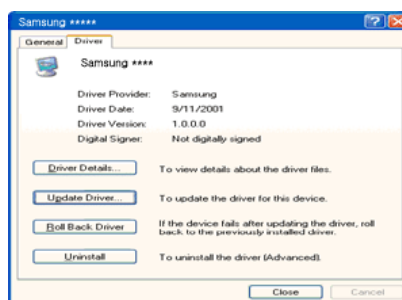 Samsung *****
General Driver
Samsung ****
Driver Provider: Samsung
Driver Date: 9/11/2001
Driver Version: 1.0.0.0
Digital Signer: Not digitally signed
Driver Details... To view details about the driver files.
Update Driver... To update the driver for this device.
Roll Back Driver If the device fails after updating the driver, roll
back to the previously installed driver.
Uninstall To uninstall the driver (Advanced).
Close Cancel